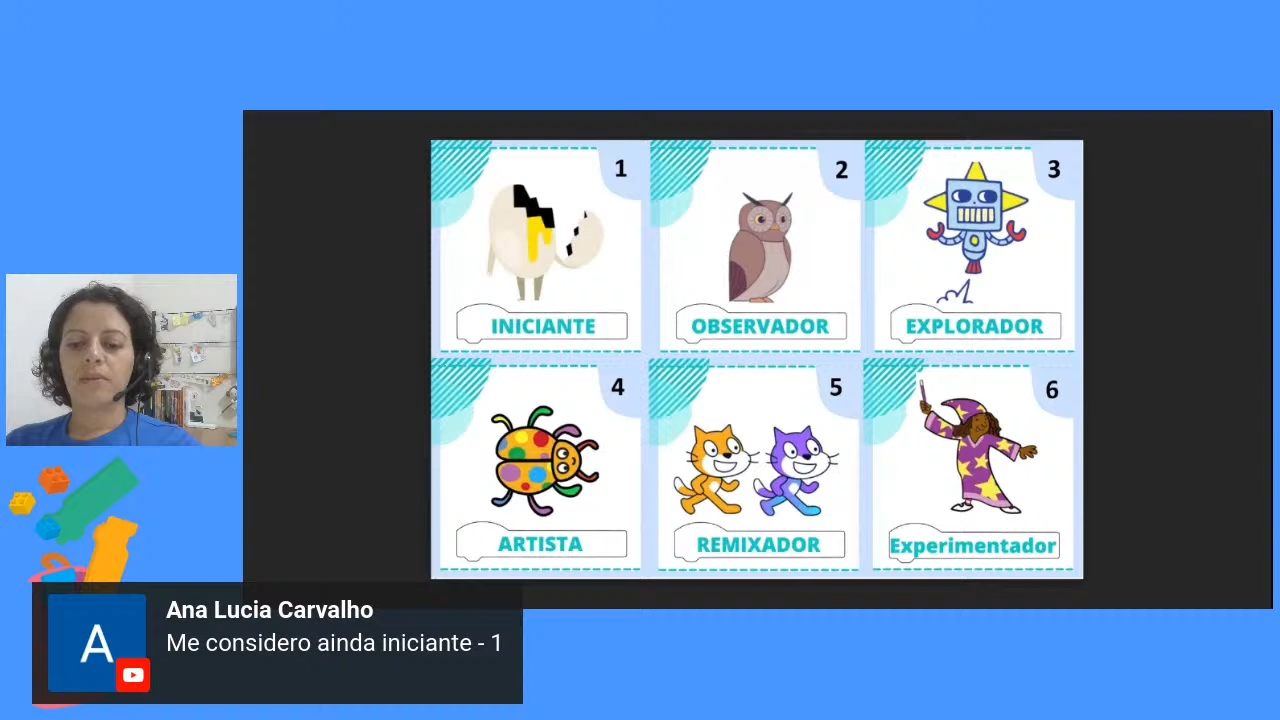 1
INICIANTE
2
OBSERVADOR
3
EXPLORADOR
4
ARTISTA
5
REMIXADOR
6
Experimentador
A
Ana Lucia Carvalho
Me considero ainda iniciante - 1